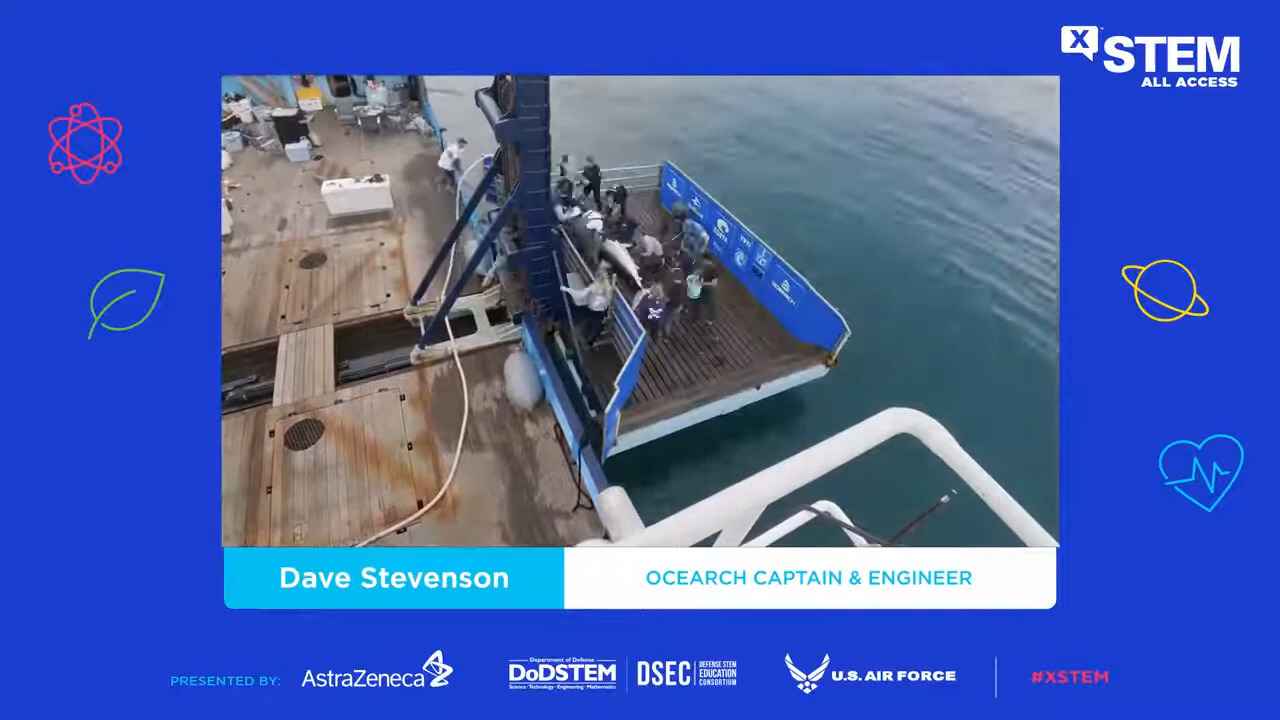 X STEM
ALL ACCESS
Dave Stevenson
OCEARCH CAPTAIN & ENGINEER
PRESENTED BY:
AstraZeneca
Department of Defense
DoDSTEM
Science · Technology · Engineering · Mathematics
DSEC
DEFENSE STEM
EDUCATION
CONSORTIUM
U.S. AIR FORCE
#XSTEM